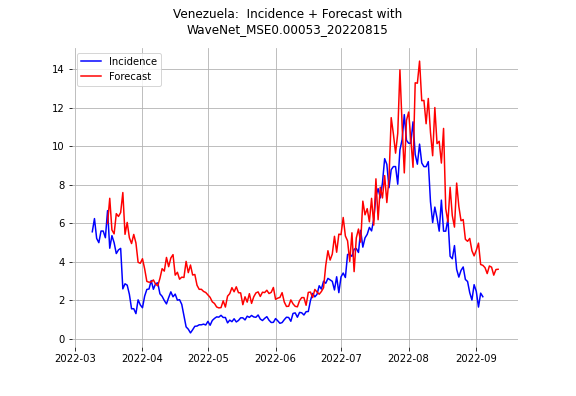 Venezuela:  Incidence + Forecast with
WaveNet_MSE0.00053_20220815
Incidence
Forecast
14
12
10
8
6
4
2
0
2022-03 2022-04 2022-05 2022-06 2022-07 2022-08 2022-09